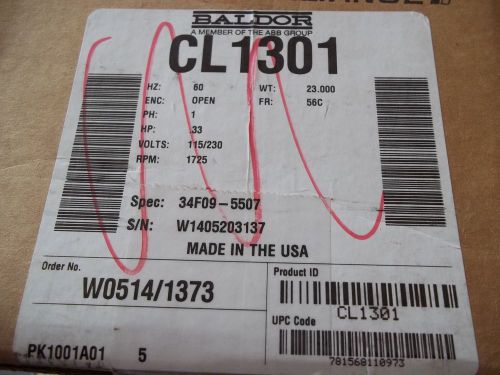 BALDOR
A MEMBER OF THE ABB GROUP
CL1301
HZ: 60 WT: 23.000
ENC: OPEN FR: 56C
PH: 1
HP: .33
VOLTS: 115/230
RPM: 1725
Spec: 34F09-5507
S/N: W1405203137
MADE IN THE USA
Order No. Product ID
W0514/1373
CL1301
UPC Code
PK1001A01 5
781568110973